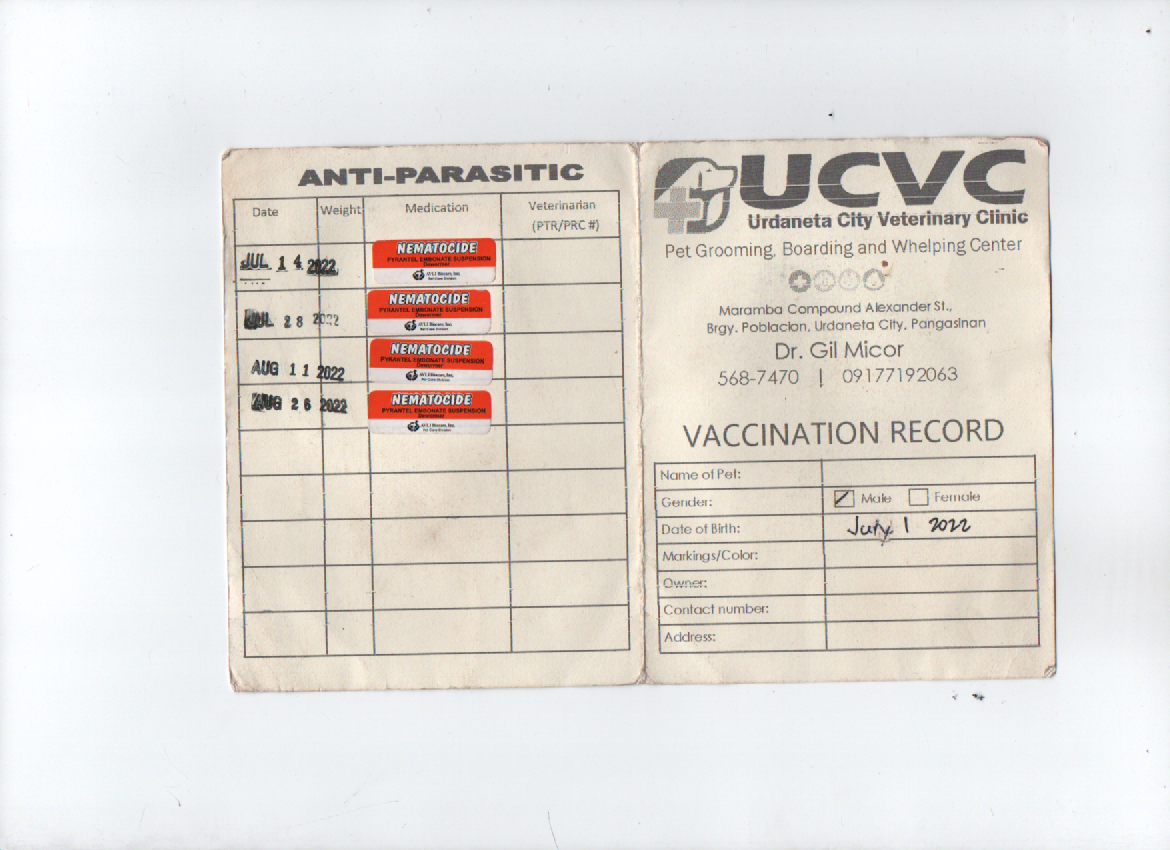 ANTI-PARASITIC
Date Weight Medication Veterinarian
(PTR/PRC #)
JUL 14 2022 NEMATOCIDE
PYRANTEL EMBONATE SUSPENSION
Dewormer
JUL 28 2022 NEMATOCIDE
PYRANTEL EMBONATE SUSPENSION
Dewormer
AUG 11 2022 NEMATOCIDE
PYRANTEL EMBONATE SUSPENSION
Dewormer
AUG 26 2022 NEMATOCIDE
PYRANTEL EMBONATE SUSPENSION
Dewormer
UCVC
Urdaneta City Veterinary Clinic
Pet Grooming, Boarding and Whelping Center
Maramba Compound Alexander St.,
Brgy. Poblacion, Urdaneta City, Pangasinan
Dr. Gil Micor
568-7470 | 09177192063
VACCINATION RECORD
Name of Pet:
Gender: Male Female
Date of Birth: 1 2022
Markings/Color:
Owner:
Contact number:
Address: